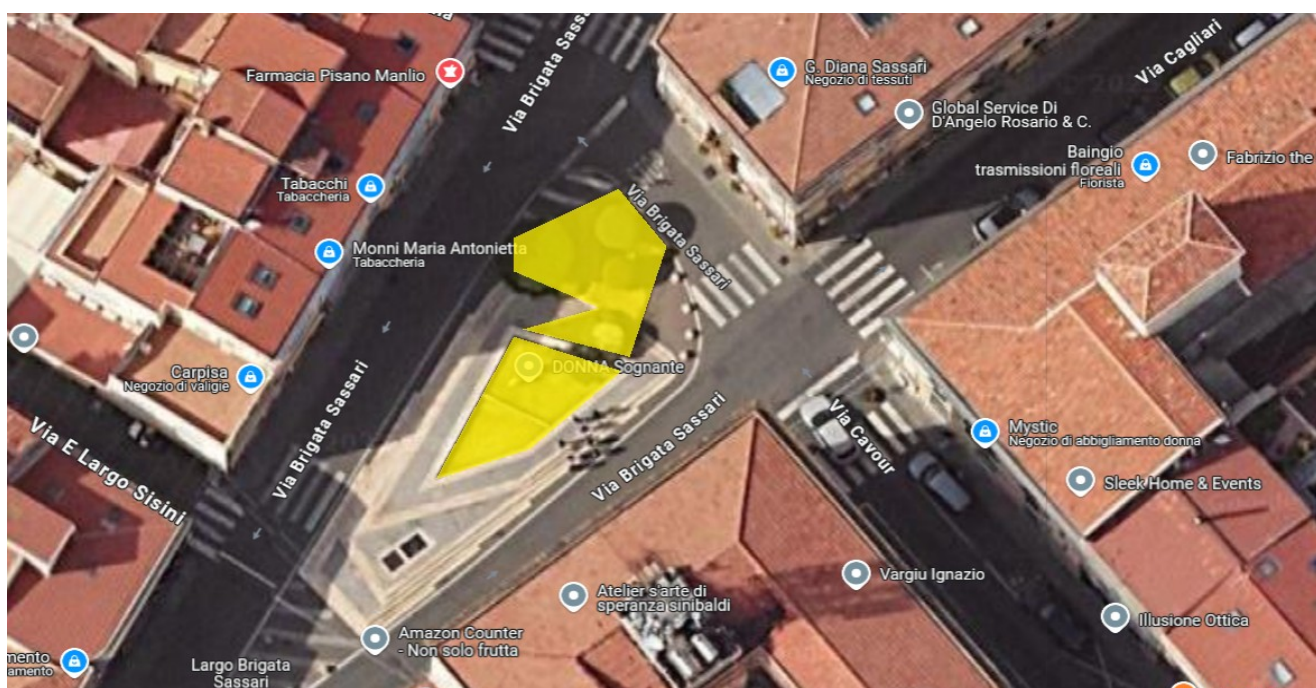 Via Brigata Sass
Farmacia Pisano Manlio
G. Diana Sassari
Negozio di tessuti
Via Cagliari
Global Service Di
D'Angelo Rosario & C.
Baingio
trasmissioni floreali
Fiorista
Fabrizio the
Tabacchi
Tabaccheria
Via Brigata Sassari
Monni Maria Antonietta
Tabaccheria
Carpisa
Negozio di valigie
DONNA Sognante
Via Brigata Sassari
Via Brigata Sassari
Via Cavour
Mystic
Negozio di abbigliamento donna
Via E Largo Sisini
Sleek Home & Events
Vargiu Ignazio
Atelier s'arte di
speranza sinibaldi
Illusione Ottica
Amazon Counter
- Non solo frutta
Largo Brigata
Sassari
mento
amento